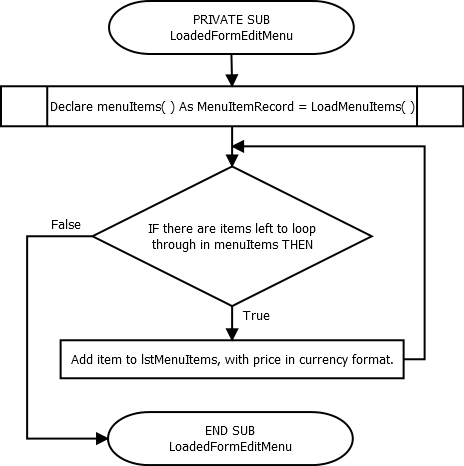 PRIVATE SUB
LoadedFormEditMenu
Declare menuItems( ) As MenuItemRecord = LoadMenuItems( )
IF there are items left to loop
through in menuItems THEN
False
True
Add item to lstMenuItems, with price in currency format.
END SUB
LoadedFormEditMenu